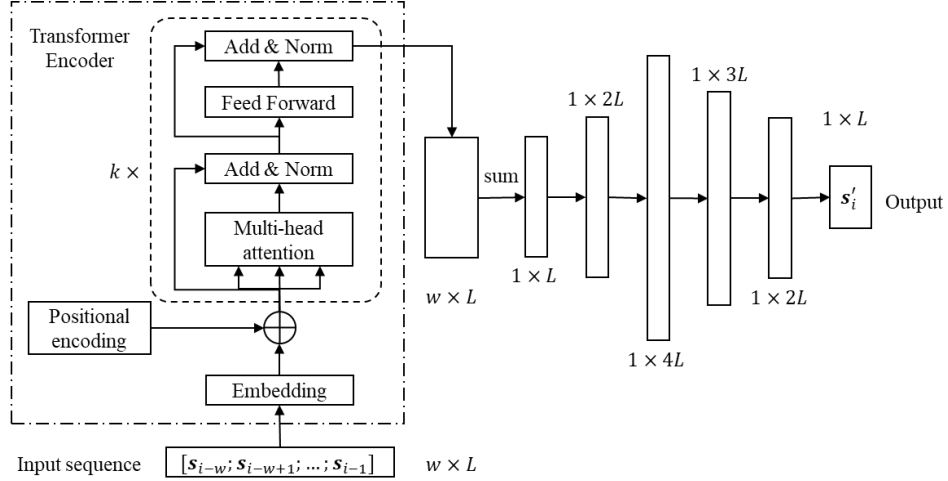 Transformer
Encoder
Add & Norm
Feed Forward
k ×
Add & Norm
Multi-head
attention
Positional
encoding
Embedding
Input sequence
[s_{i−w}; s_{i−w+1}; … ; s_{i−1}]
w × L
w × L
sum
1 × L
1 × 2L
1 × 4L
1 × 3L
1 × 2L
1 × L
s′_i
Output